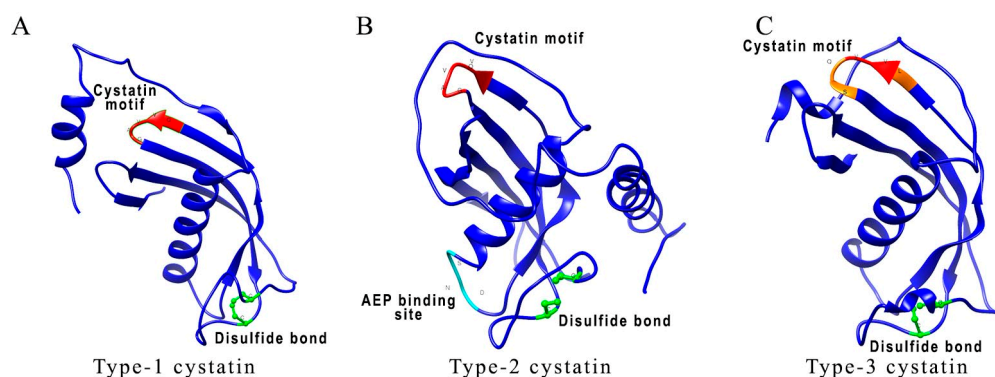 A
B
C
Cystatin
motif
Cystatin motif
Cystatin motif
AEP binding
site
Disulfide bond
Disulfide bond
Disulfide bond
Type-1 cystatin
Type-2 cystatin
Type-3 cystatin